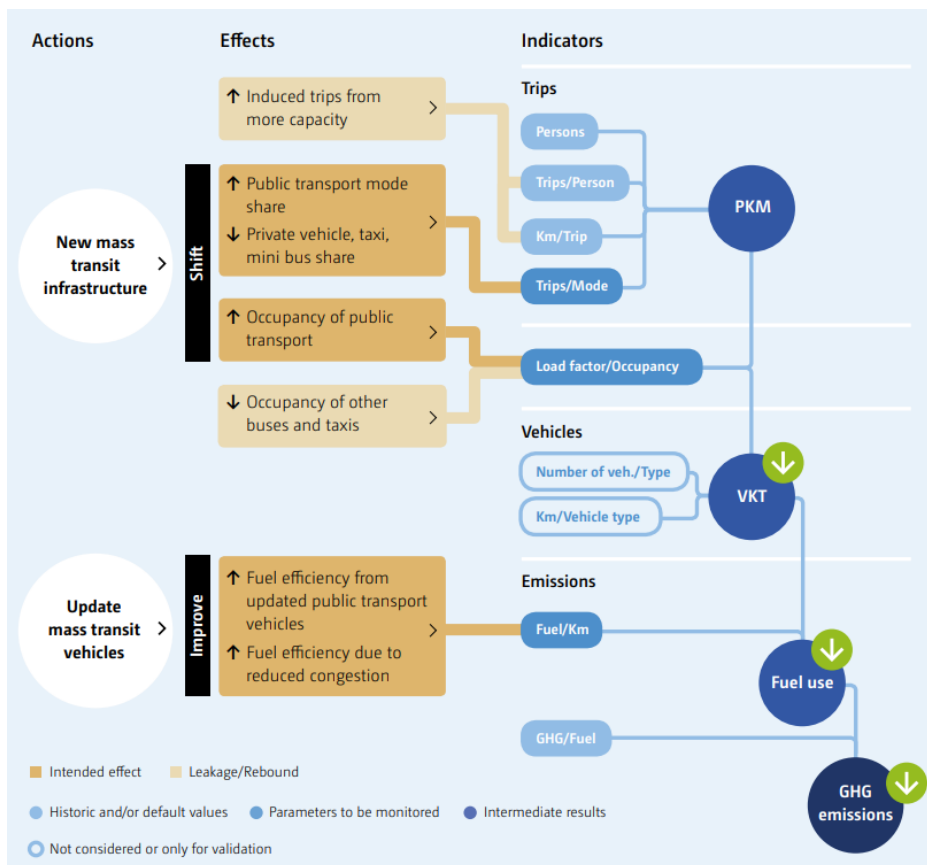 Actions
Effects
Indicators
Trips
↑ Induced trips from
more capacity
Persons
Trips/Person
Km/Trip
Trips/Mode
PKM
New mass
transit
infrastructure
Shift
↑ Public transport mode
share
↓ Private vehicle, taxi,
mini bus share
↑ Occupancy of public
transport
Load factor/Occupancy
↓ Occupancy of other
buses and taxis
Vehicles
Number of veh./Type
Km/Vehicle type
VKT
Update
mass transit
vehicles
Improve
↑ Fuel efficiency from
updated public transport
vehicles
↑ Fuel efficiency due to
reduced congestion
Emissions
Fuel/Km
Fuel use
GHG/Fuel
GHG
emissions
Intended effect
Leakage/Rebound
Historic and/or default values
Parameters to be monitored
Intermediate results
Not considered or only for validation